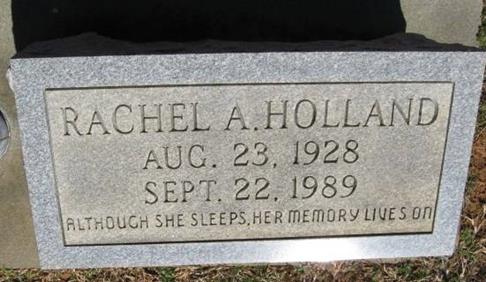 RACHEL A. HOLLAND
AUG. 23, 1928
SEPT. 22, 1989
ALTHOUGH SHE SLEEPS, HER MEMORY LIVES ON